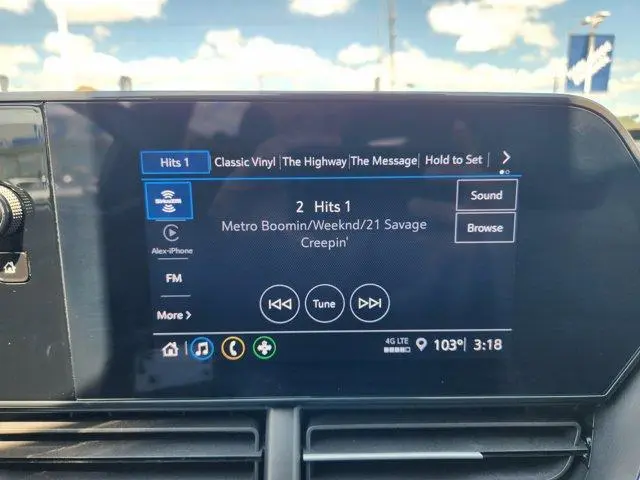 Hits 1 Classic Vinyl The Highway The Message Hold to Set
SiriusXM
2 Hits 1
Sound
Metro Boomin/Weeknd/21 Savage
Browse
Creepin'
Alex-iPhone
FM
Tune
More
4G LTE
103° 3:18